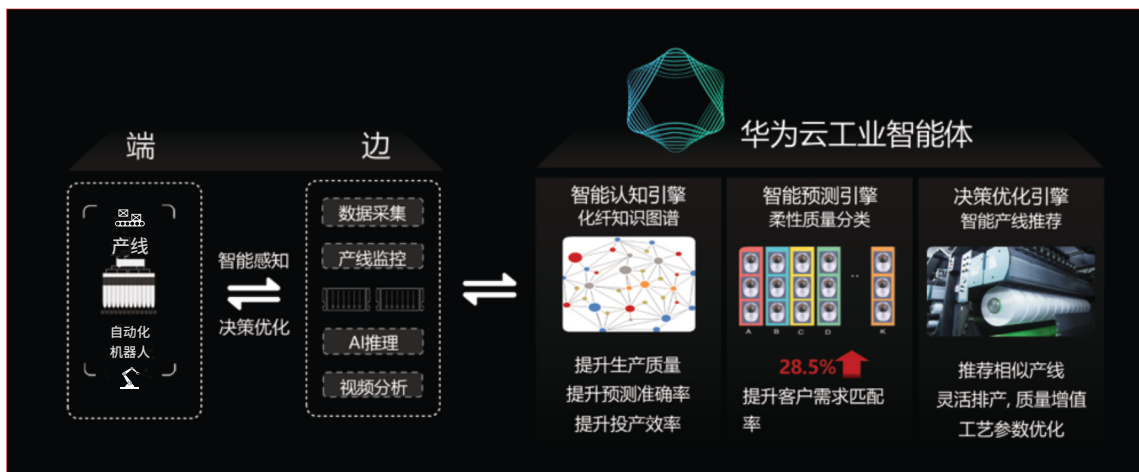 端
边
华为云工业智能体
产线
自动化
机器人
智能感知
决策优化
数据采集
产线监控
AI推理
视频分析
智能认知引擎
化纤知识图谱
提升生产质量
提升预测准确率
提升投产效率
智能预测引擎
柔性质量分类
A B C D K
28.5%
提升客户需求匹配
率
决策优化引擎
智能产线推荐
推荐相似产线
灵活排产, 质量增值
工艺参数优化